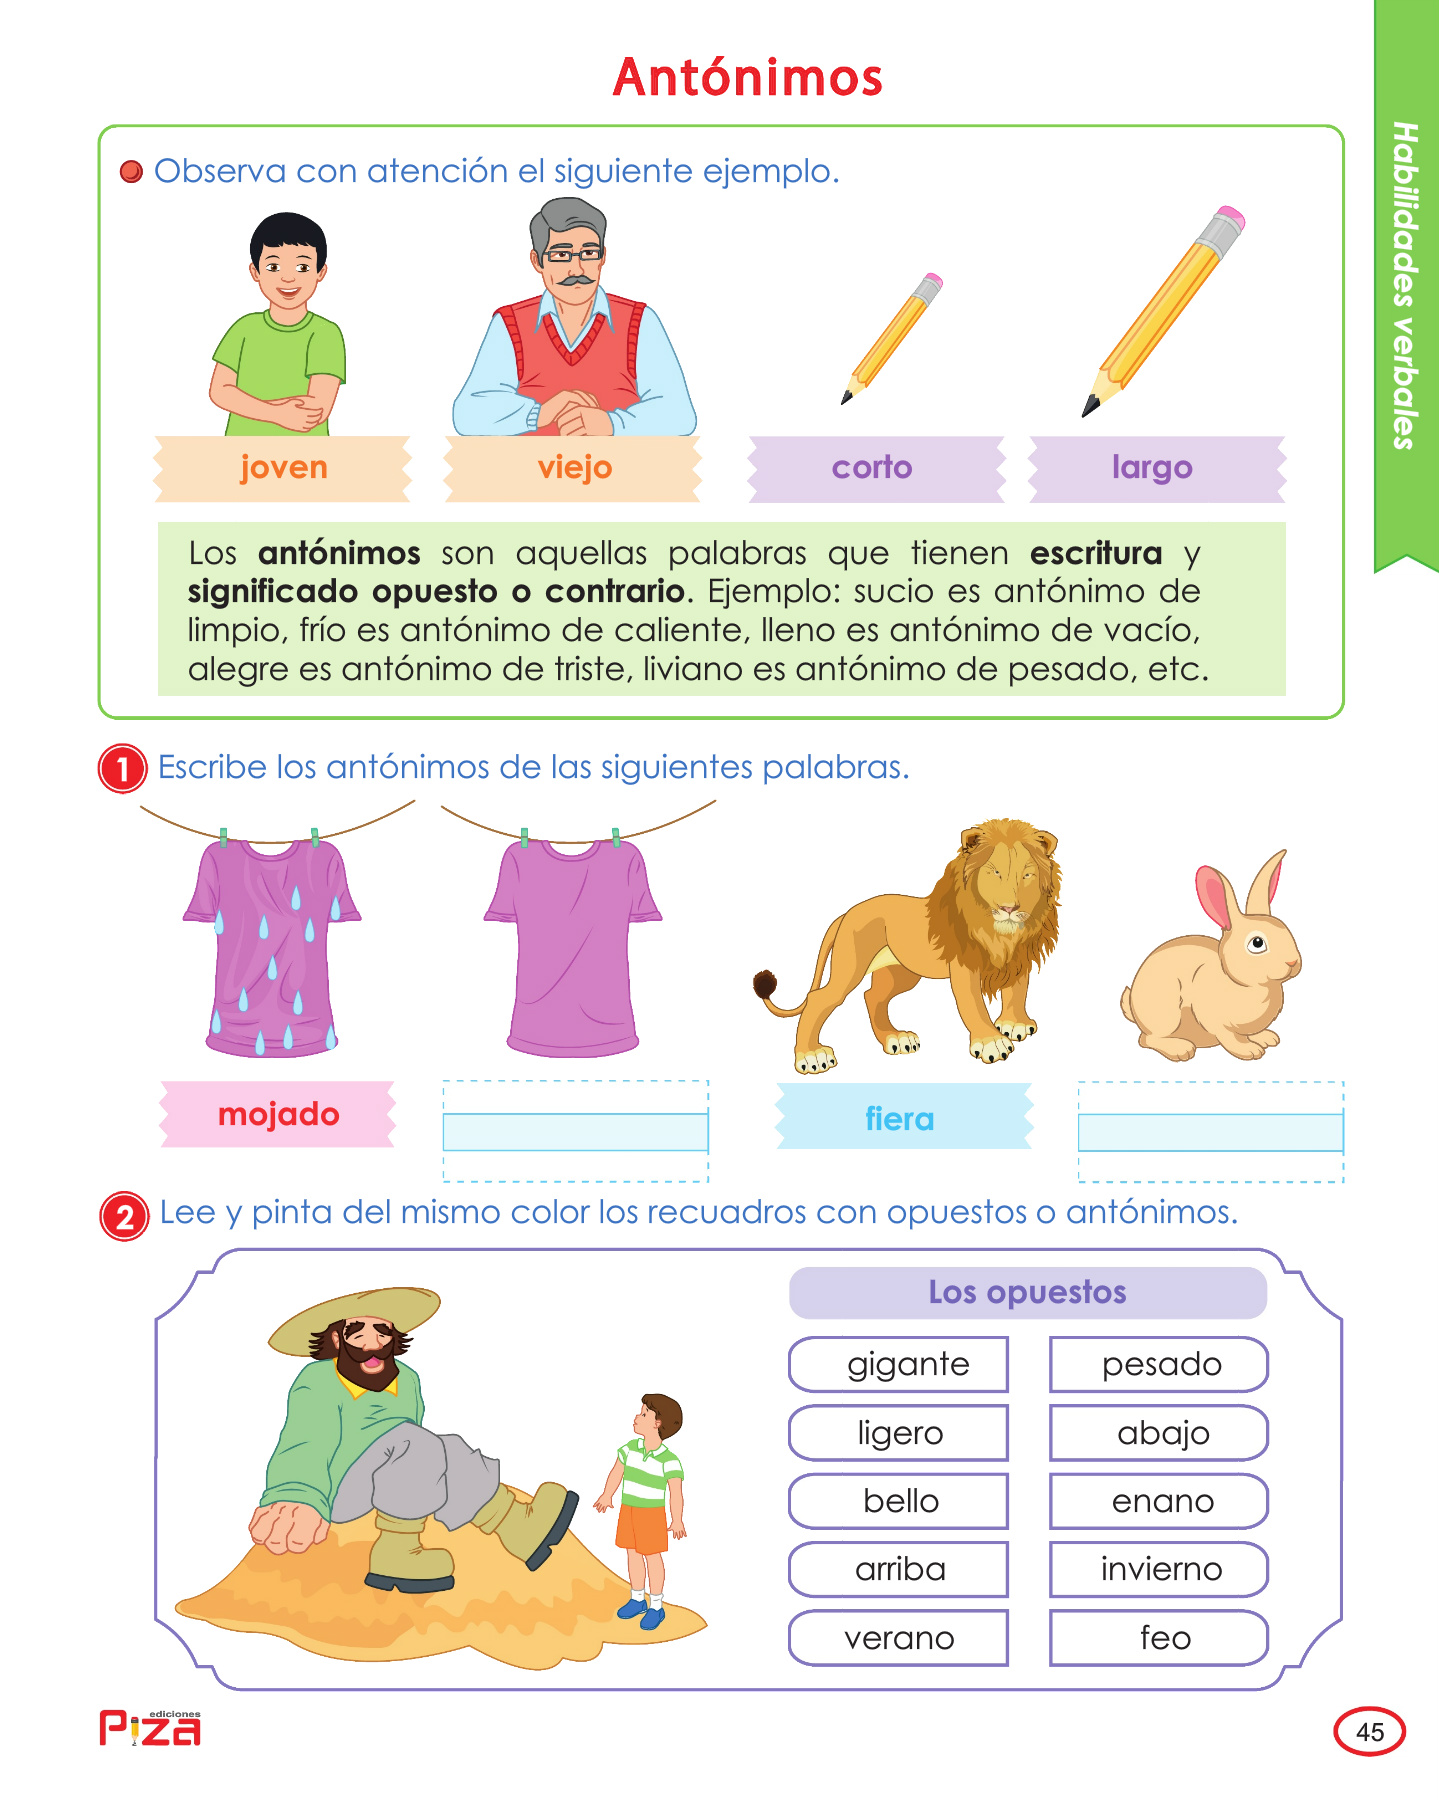 Antónimos
Habilidades verbales
Observa con atención el siguiente ejemplo.
joven
viejo
corto
largo
Los antónimos son aquellas palabras que tienen escritura y
significado opuesto o contrario. Ejemplo: sucio es antónimo de
limpio, frío es antónimo de caliente, lleno es antónimo de vacío,
alegre es antónimo de triste, liviano es antónimo de pesado, etc.
1 Escribe los antónimos de las siguientes palabras.
mojado
fiera
2 Lee y pinta del mismo color los recuadros con opuestos o antónimos.
Los opuestos
gigante
pesado
ligero
abajo
bello
enano
arriba
invierno
verano
feo
ediciones
Piza
45